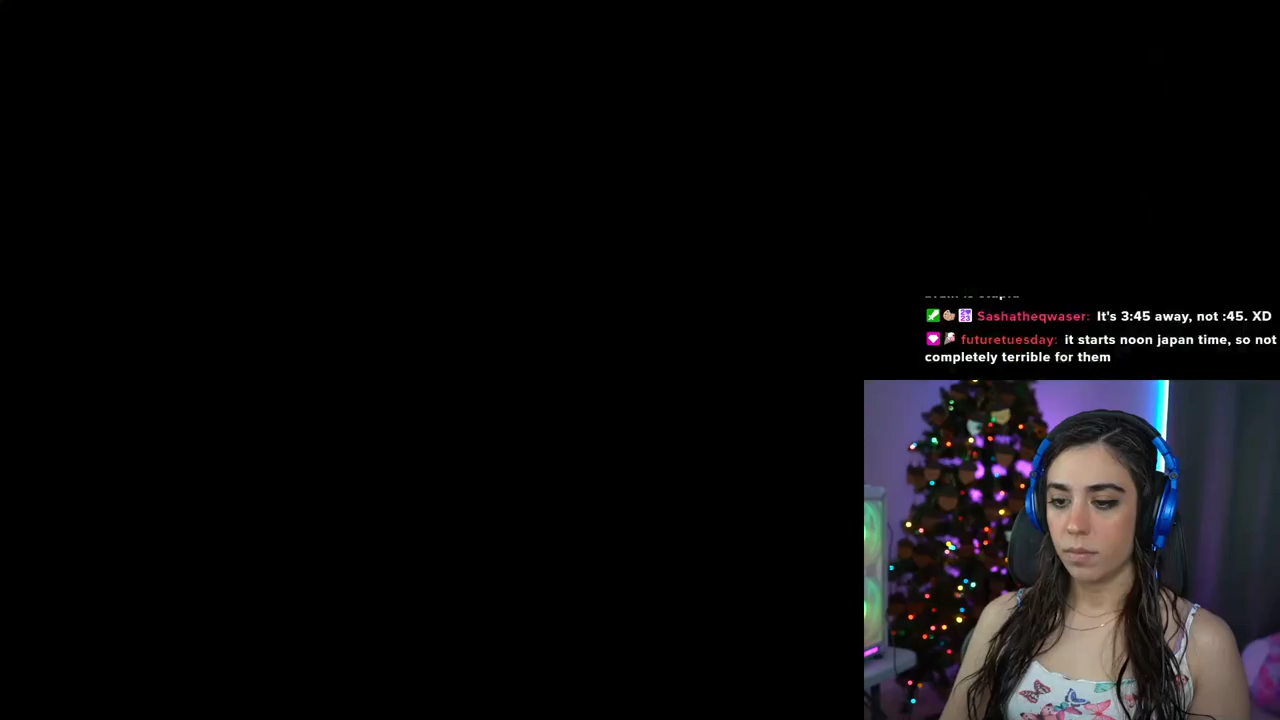 Sashatheqwaser: It's 3:45 away, not :45. XD
futuretuesday: it starts noon japan time, so not
completely terrible for them